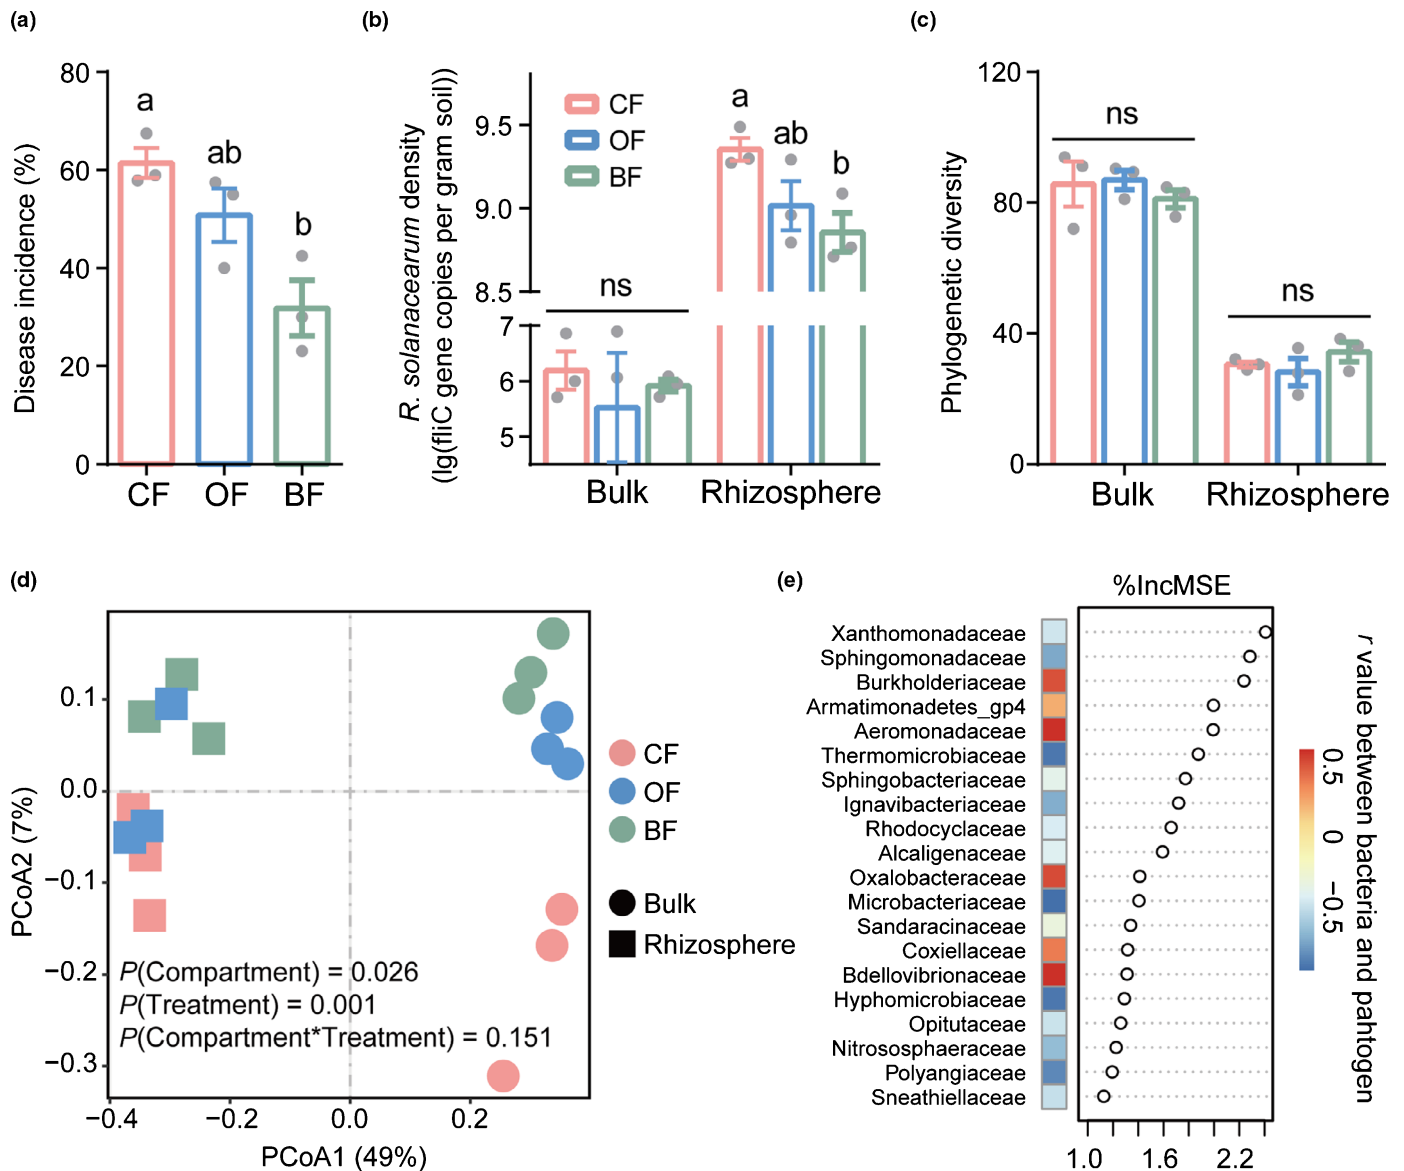 (a)
80
60
40
20
0
Disease incidence (%)
a
ab
b
CF
OF
BF
(b)
R. solanacearum density
(lg(fliC gene copies per gram soil))
9.5
9.0
8.5
7
6
5
CF
OF
BF
ns
a
ab
b
Bulk
Rhizosphere
(c)
Phylogenetic diversity
120
80
40
0
ns
ns
Bulk
Rhizosphere
(d)
PCoA2 (7%)
0.1
0.0
−0.1
−0.2
−0.3
P(Compartment) = 0.026
P(Treatment) = 0.001
P(Compartment*Treatment) = 0.151
−0.4
−0.2
0.0
0.2
PCoA1 (49%)
CF
OF
BF
Bulk
Rhizosphere
(e)
%IncMSE
Xanthomonadaceae
Sphingomonadaceae
Burkholderiaceae
Armatimonadetes_gp4
Aeromonadaceae
Thermomicrobiaceae
Sphingobacteriaceae
Ignavibacteriaceae
Rhodocyclaceae
Alcaligenaceae
Oxalobacteraceae
Microbacteriaceae
Sandaracinaceae
Coxiellaceae
Bdellovibrionaceae
Hyphomicrobiaceae
Opitutaceae
Nitrososphaeraceae
Polyangiaceae
Sneathiellaceae
1.0
1.6
2.2
0.5
0
−0.5
r value between bacteria and pahtogen